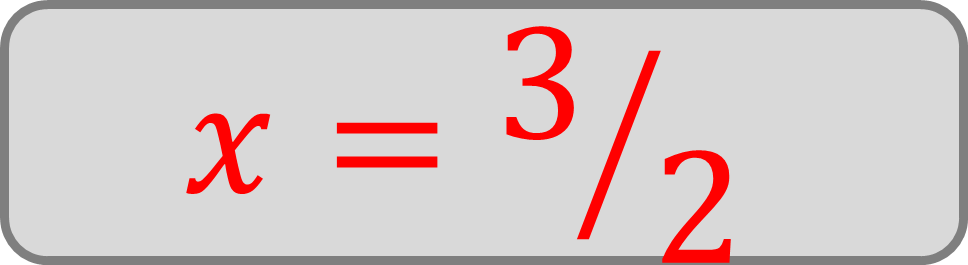 x = 3/2